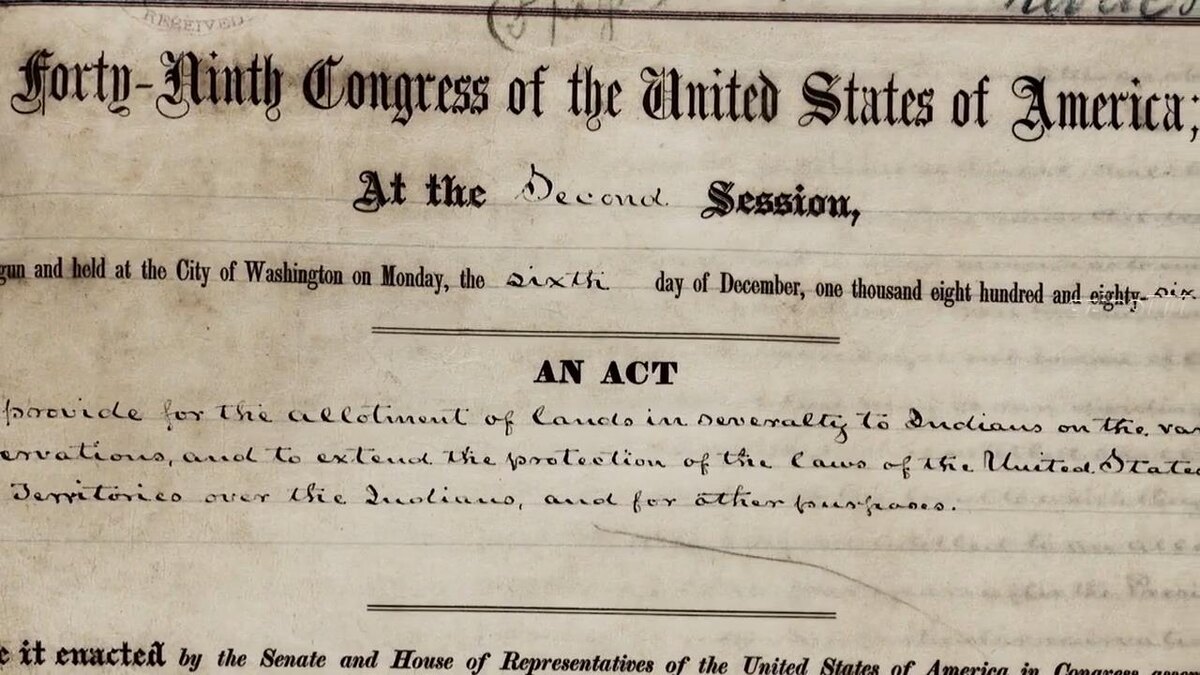 RECEIVED
Forty-Ninth Congress of the United States of America;
At the Second Session,
gun and held at the City of Washington on Monday, the sixth day of December, one thousand eight hundred and eighty-six
AN ACT
provide for the allotment of lands in severalty to Indians on the var
ervations, and to extend the protection of the laws of the United States
Territories over the Indians, and for other purposes.
e it enacted by the Senate and House of Representatives of the United States of America in Congress assem